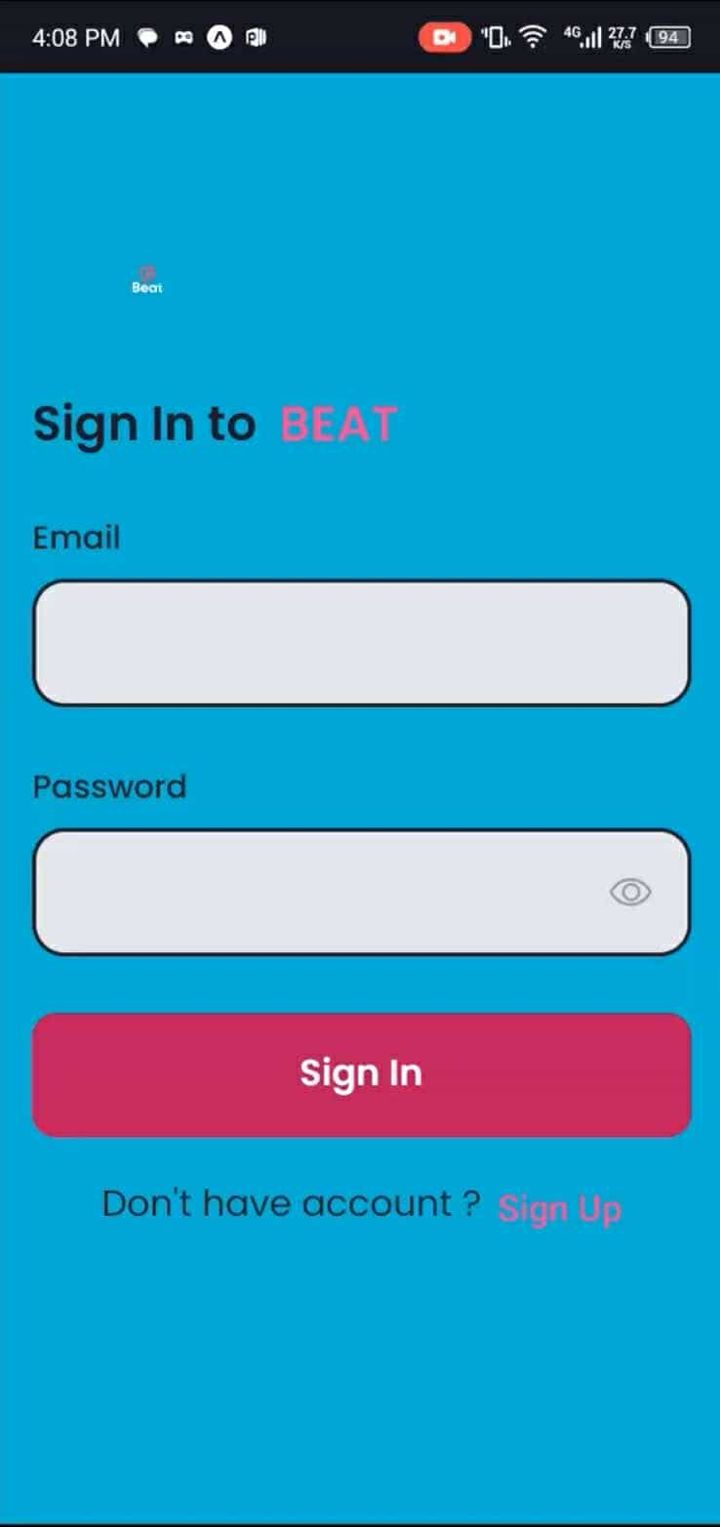 4:08 PM 4G 27.7 K/S 94
Beat
Sign In to BEAT
Email
Password
Sign In
Don't have account ? Sign Up